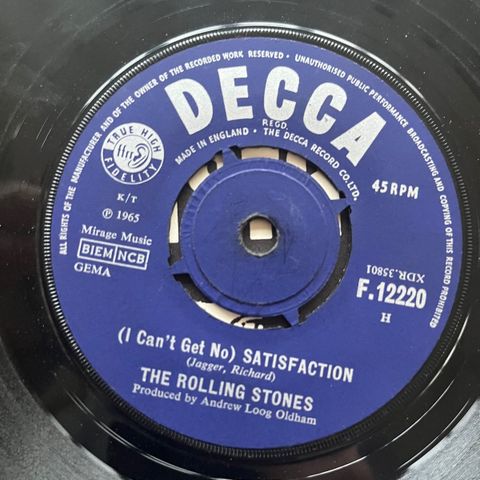 ALL RIGHTS OF THE MANUFACTURER AND OF THE OWNER OF THE RECORDED WORK RESERVED • UNAUTHORISED PUBLIC PERFORMANCE BROADCASTING AND COPYING OF THIS RECORD PROHIBITED
DECCA
REGD.
MADE IN ENGLAND • THE DECCA RECORD CO. LTD.
TRUE HIGH
ffrr
FIDELITY
45 RPM
K/T
℗ 1965
Mirage Music
BIEM NCB
GEMA
XDR.35801
F.12220
H
(I Can't Get No) SATISFACTION
(Jagger, Richard)
THE ROLLING STONES
Produced by Andrew Loog Oldham